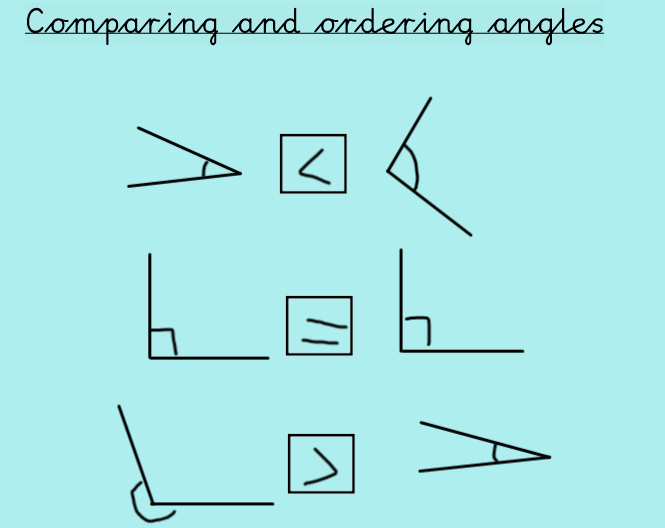 Comparing and ordering angles
<
=
>